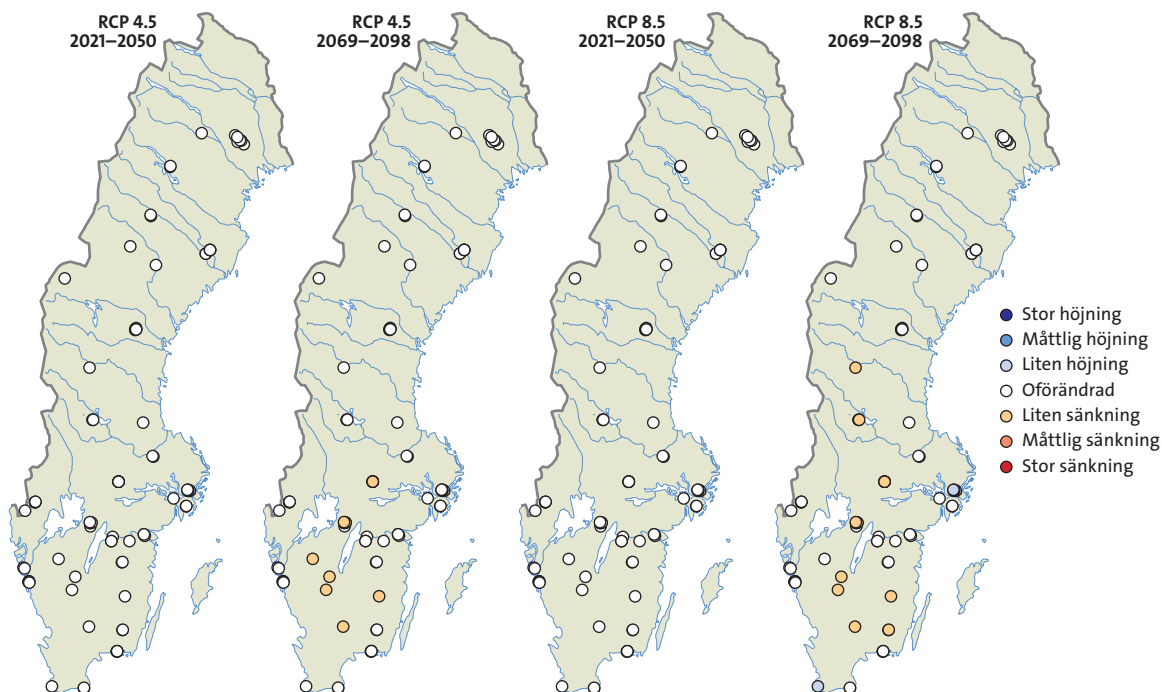 RCP 4.5
2021–2050
RCP 4.5
2069–2098
RCP 8.5
2021–2050
RCP 8.5
2069–2098
Stor höjning
Måttlig höjning
Liten höjning
Oförändrad
Liten sänkning
Måttlig sänkning
Stor sänkning